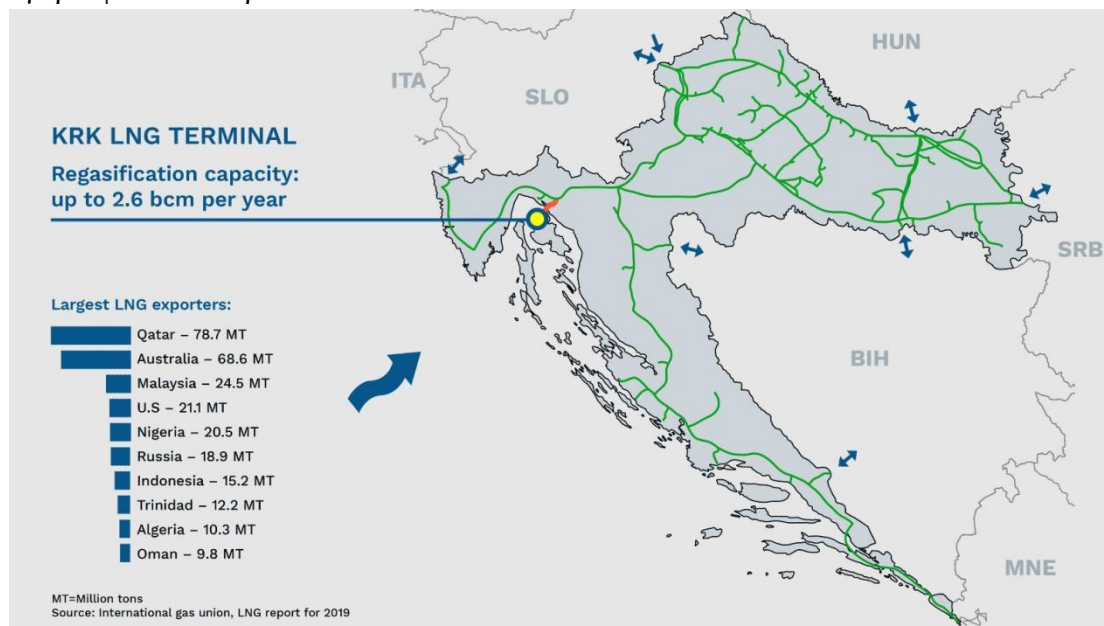 KRK LNG TERMINAL
Regasification capacity:
up to 2.6 bcm per year
Largest LNG exporters:
Qatar – 78.7 MT
Australia – 68.6 MT
Malaysia – 24.5 MT
U.S – 21.1 MT
Nigeria – 20.5 MT
Russia – 18.9 MT
Indonesia – 15.2 MT
Trinidad – 12.2 MT
Algeria – 10.3 MT
Oman – 9.8 MT
MT=Million tons
Source: International gas union, LNG report for 2019
ITA
SLO
HUN
SRB
BIH
MNE